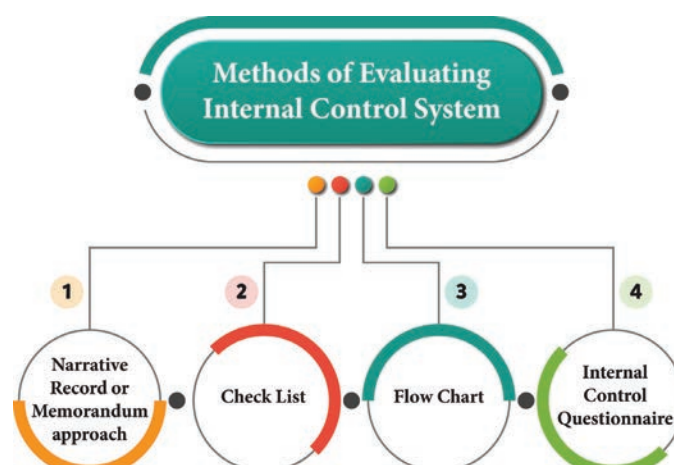 Methods of Evaluating
Internal Control System
1
2
3
4
Narrative
Record or
Memorandum
approach
Check List
Flow Chart
Internal
Control
Questionnaire